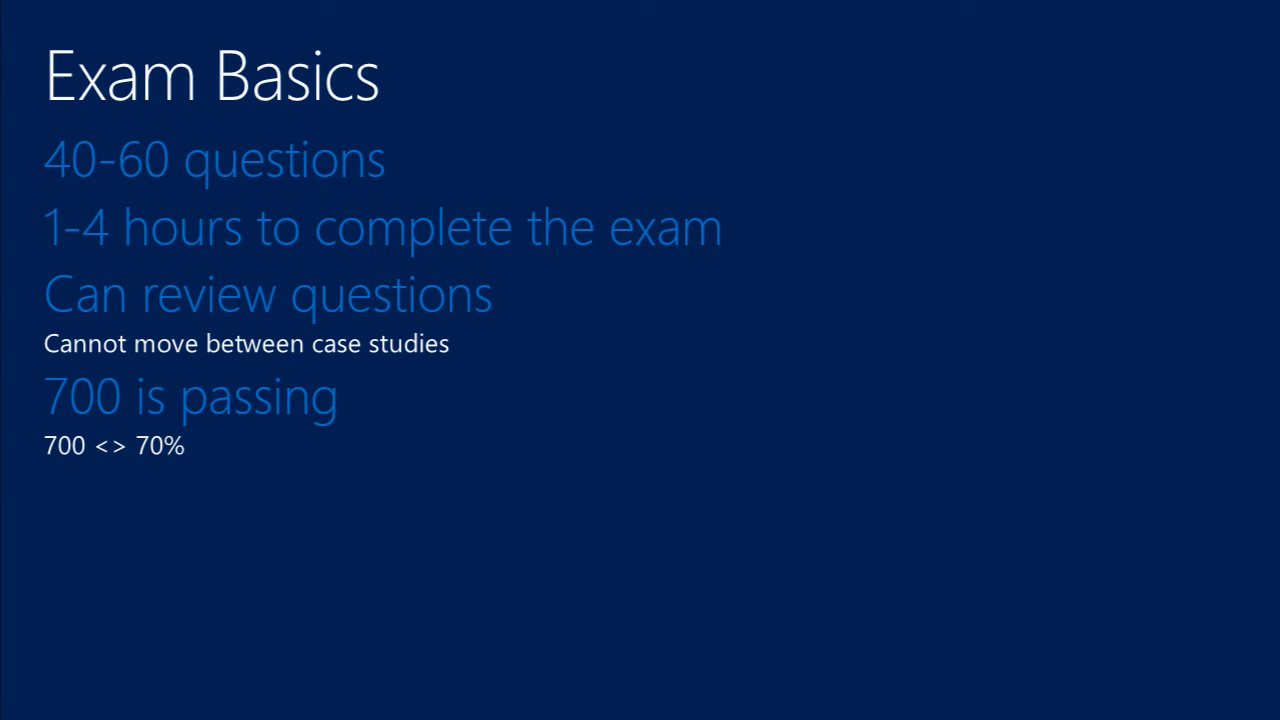 Exam Basics
40-60 questions
1-4 hours to complete the exam
Can review questions
Cannot move between case studies
700 is passing
700 <> 70%